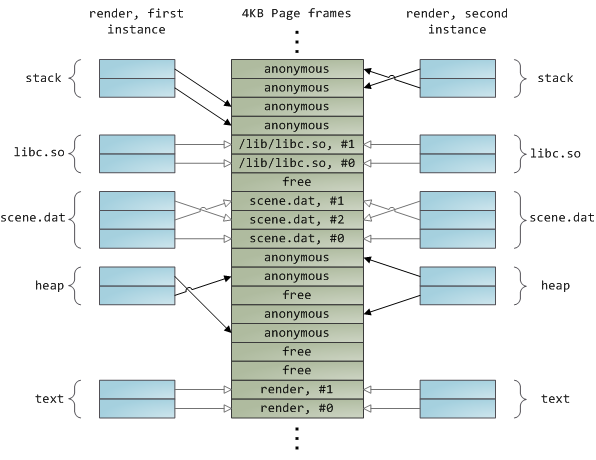 render, first
instance
4KB Page frames
render, second
instance
stack
anonymous
stack
anonymous
anonymous
anonymous
libc.so
/lib/libc.so, #1
libc.so
/lib/libc.so, #0
free
scene.dat
scene.dat, #1
scene.dat
scene.dat, #2
scene.dat, #0
anonymous
heap
anonymous
heap
free
anonymous
anonymous
free
free
text
render, #1
text
render, #0